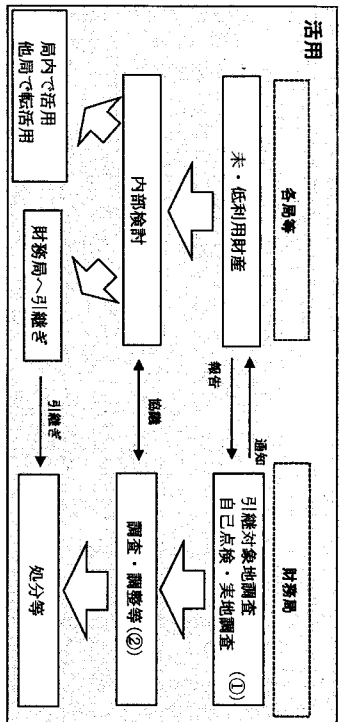 活用
各局等
財務局
未・低利用財産
通知
報告
引継対象地調査
自己点検・実地調査
(①)
内部検討
協議
調査・調整等(②)
局内で活用
他局で転活用
財務局へ引継ぎ
引継ぎ
処分等